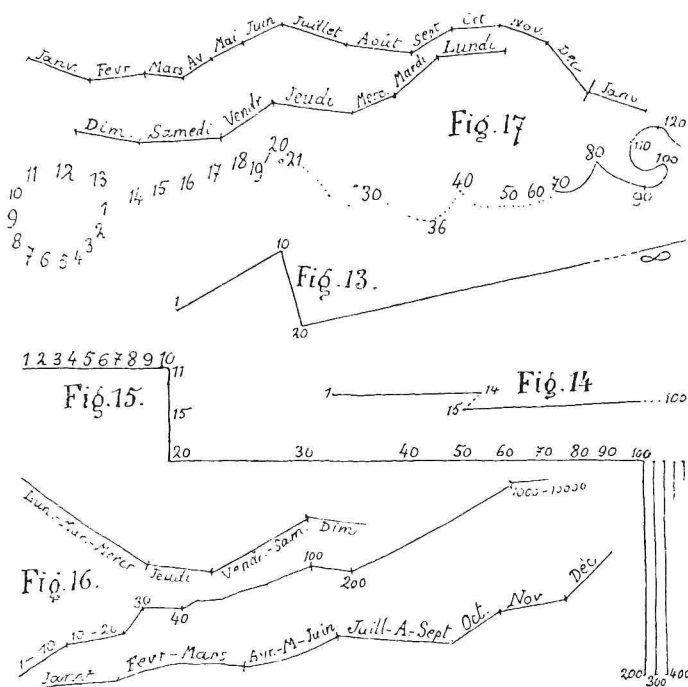 Janv. Fevr Mars Av Mai Juin Juillet Août Sept Oct Nov. Dec Janv
Dim. Samedi Vendr Jeudi Merc. Mardi Lundi
Fig. 17
1 2 3 4 5 6 7 8 9 10 11 12 13 14 15 16 17 18 19 20 21 30 36 40 50 60 70 80 90 100 110 120
Fig. 13.
1 10 20 ∞
Fig. 15.
1 2 3 4 5 6 7 8 9 10
11
15
20 30 40 50 60 70 80 90 100
200 300 400
Fig. 14
1 14
15 100
Fig. 16.
Lun.-Mar.-Mercr Jeudi Vendr.-Sam. Dim
1-10 10-20 30 40 100 200 1000-10000
Janvr Fevr-Mars Avr.-M-Juin Juill-A-Sept Oct. Nov Déc